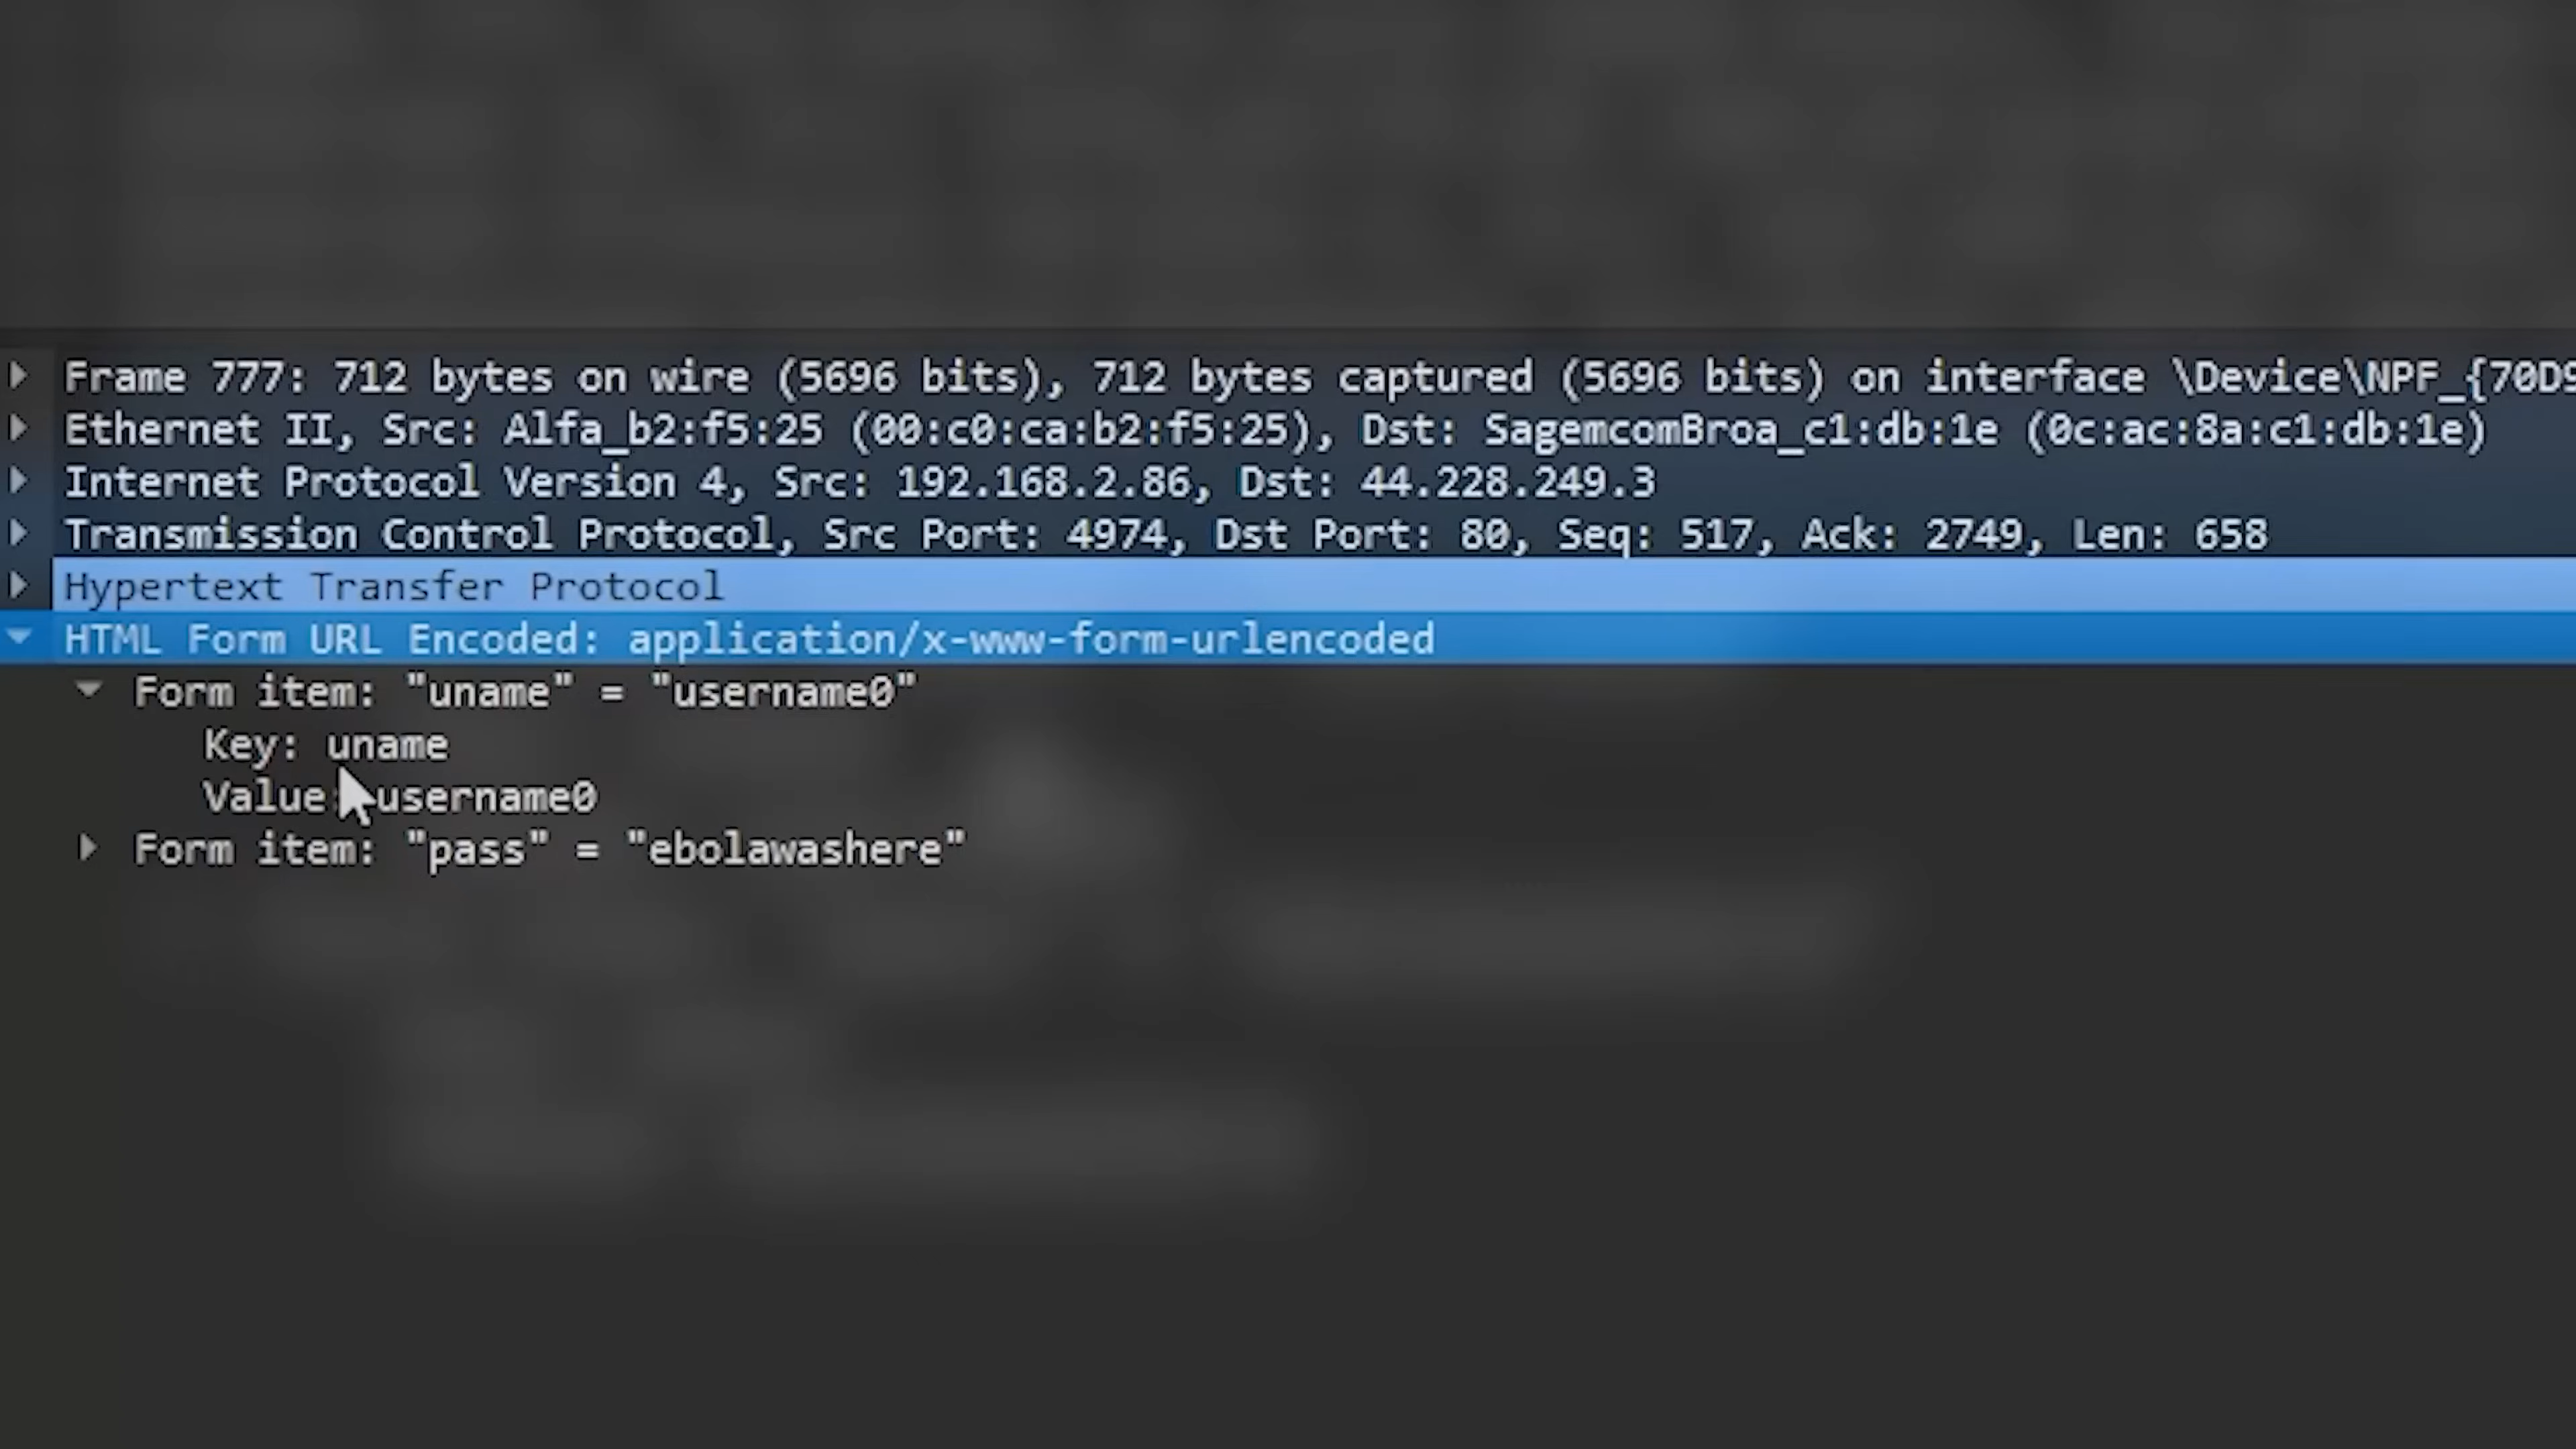 Frame 777: 712 bytes on wire (5696 bits), 712 bytes captured (5696 bits) on interface \Device\NPF_{70D9
Ethernet II, Src: Alfa_b2:f5:25 (00:c0:ca:b2:f5:25), Dst: SagemcomBroa_c1:db:1e (0c:ac:8a:c1:db:1e)
Internet Protocol Version 4, Src: 192.168.2.86, Dst: 44.228.249.3
Transmission Control Protocol, Src Port: 4974, Dst Port: 80, Seq: 517, Ack: 2749, Len: 658
Hypertext Transfer Protocol
HTML Form URL Encoded: application/x-www-form-urlencoded
Form item: "uname" = "username0"
Key: uname
Value: username0
Form item: "pass" = "ebolawashere"